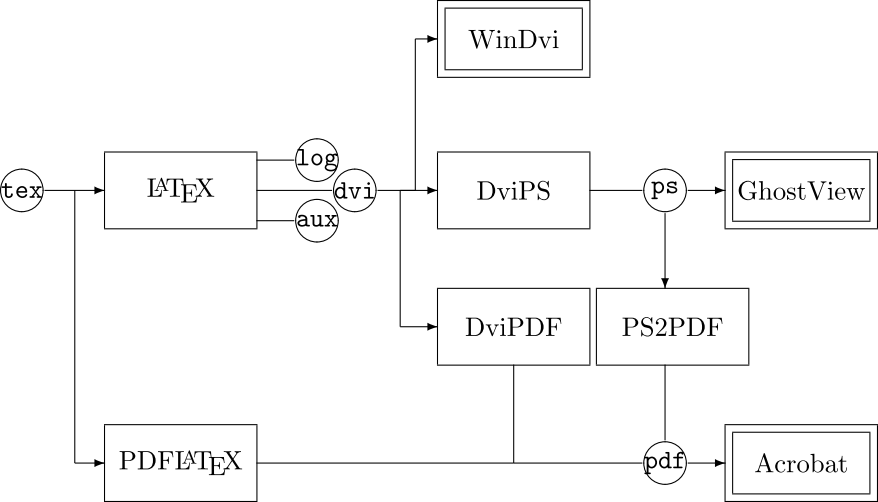 WinDvi
log
tex
LATEX
dvi
DviPS
ps
GhostView
aux
DviPDF
PS2PDF
PDFLATEX
pdf
Acrobat